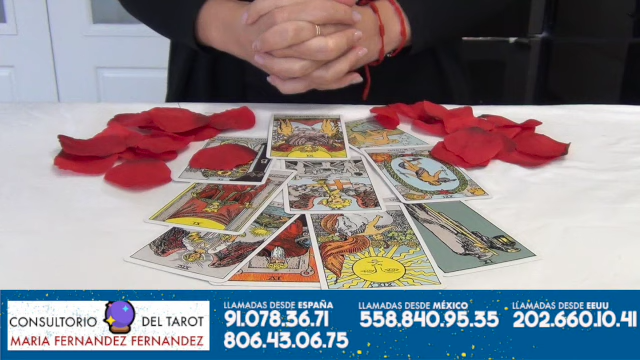 CONSULTORIO DEL TAROT
MARIA FERNANDEZ FERNANDEZ
LLAMADAS DESDE ESPAÑA
91.078.36.71
806.43.06.75
LLAMADAS DESDE MÉXICO
558.840.95.35
LLAMADAS DESDE EEUU
202.660.10.41